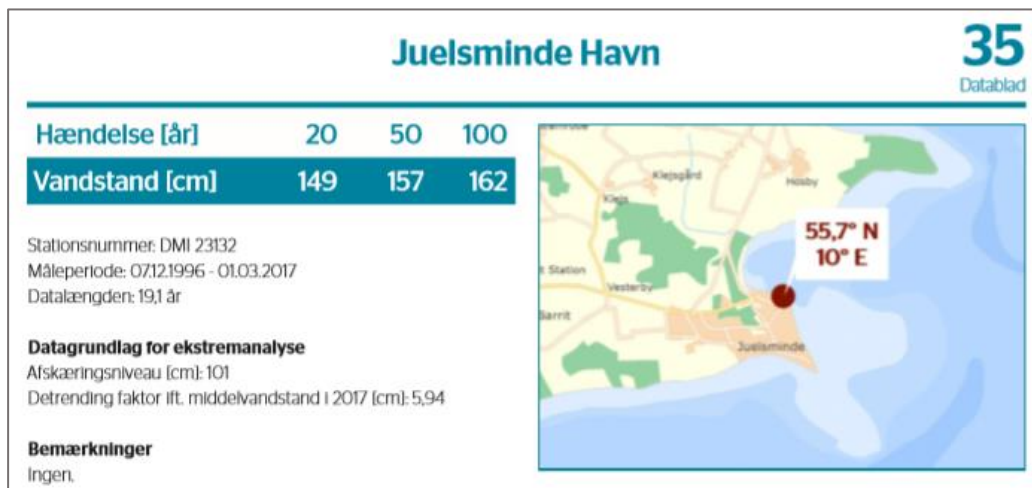 Juelsminde Havn
35
Datablad
Hændelse [år] 20 50 100
Vandstand [cm] 149 157 162
Stationsnummer: DMI 23132
Måleperiode: 07.12.1996 - 01.03.2017
Datalængden: 19,1 år
Datagrundlag for ekstremanalyse
Afskæringsniveau [cm]: 101
Detrending faktor ift. middelvandstand i 2017 [cm]: 5,94
Bemærkninger
Ingen.
Klejsgård
Hosby
Klejs
55,7° N
10° E
t Station
Vesterby
Garrit
Juelsminde